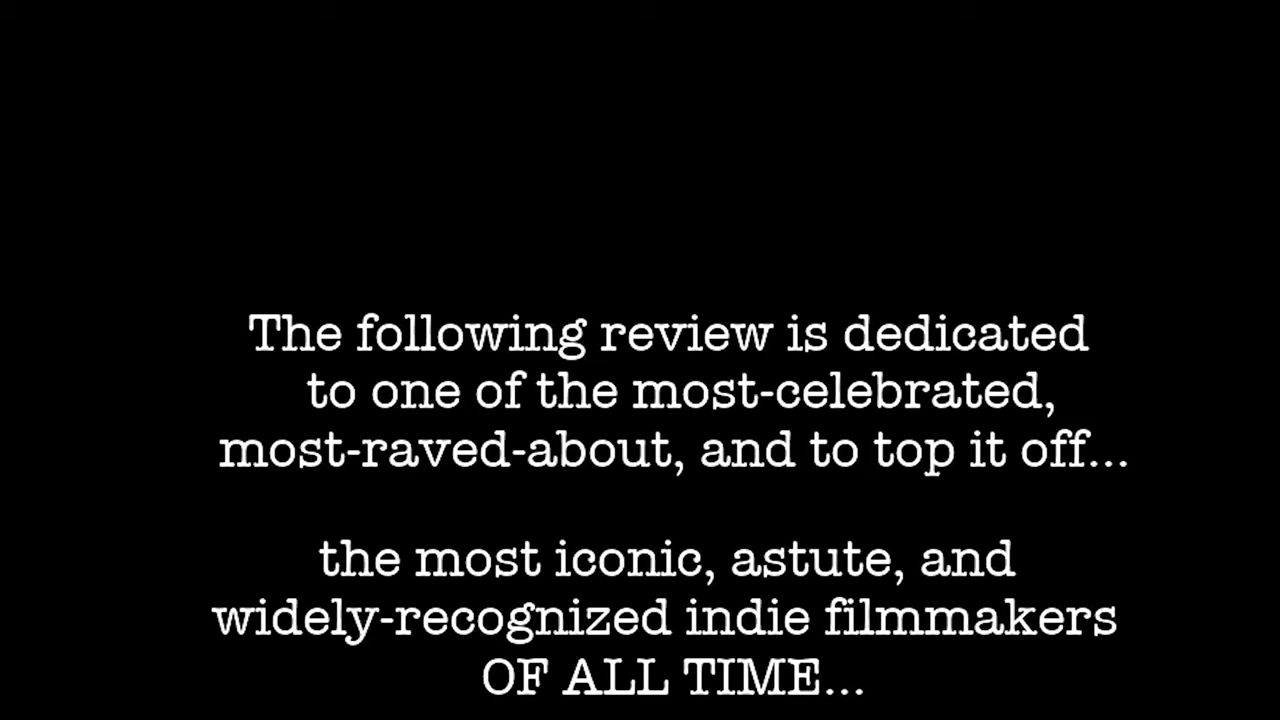 The following review is dedicated
to one of the most-celebrated,
most-raved-about, and to top it off...
the most iconic, astute, and
widely-recognized indie filmmakers
OF ALL TIME...